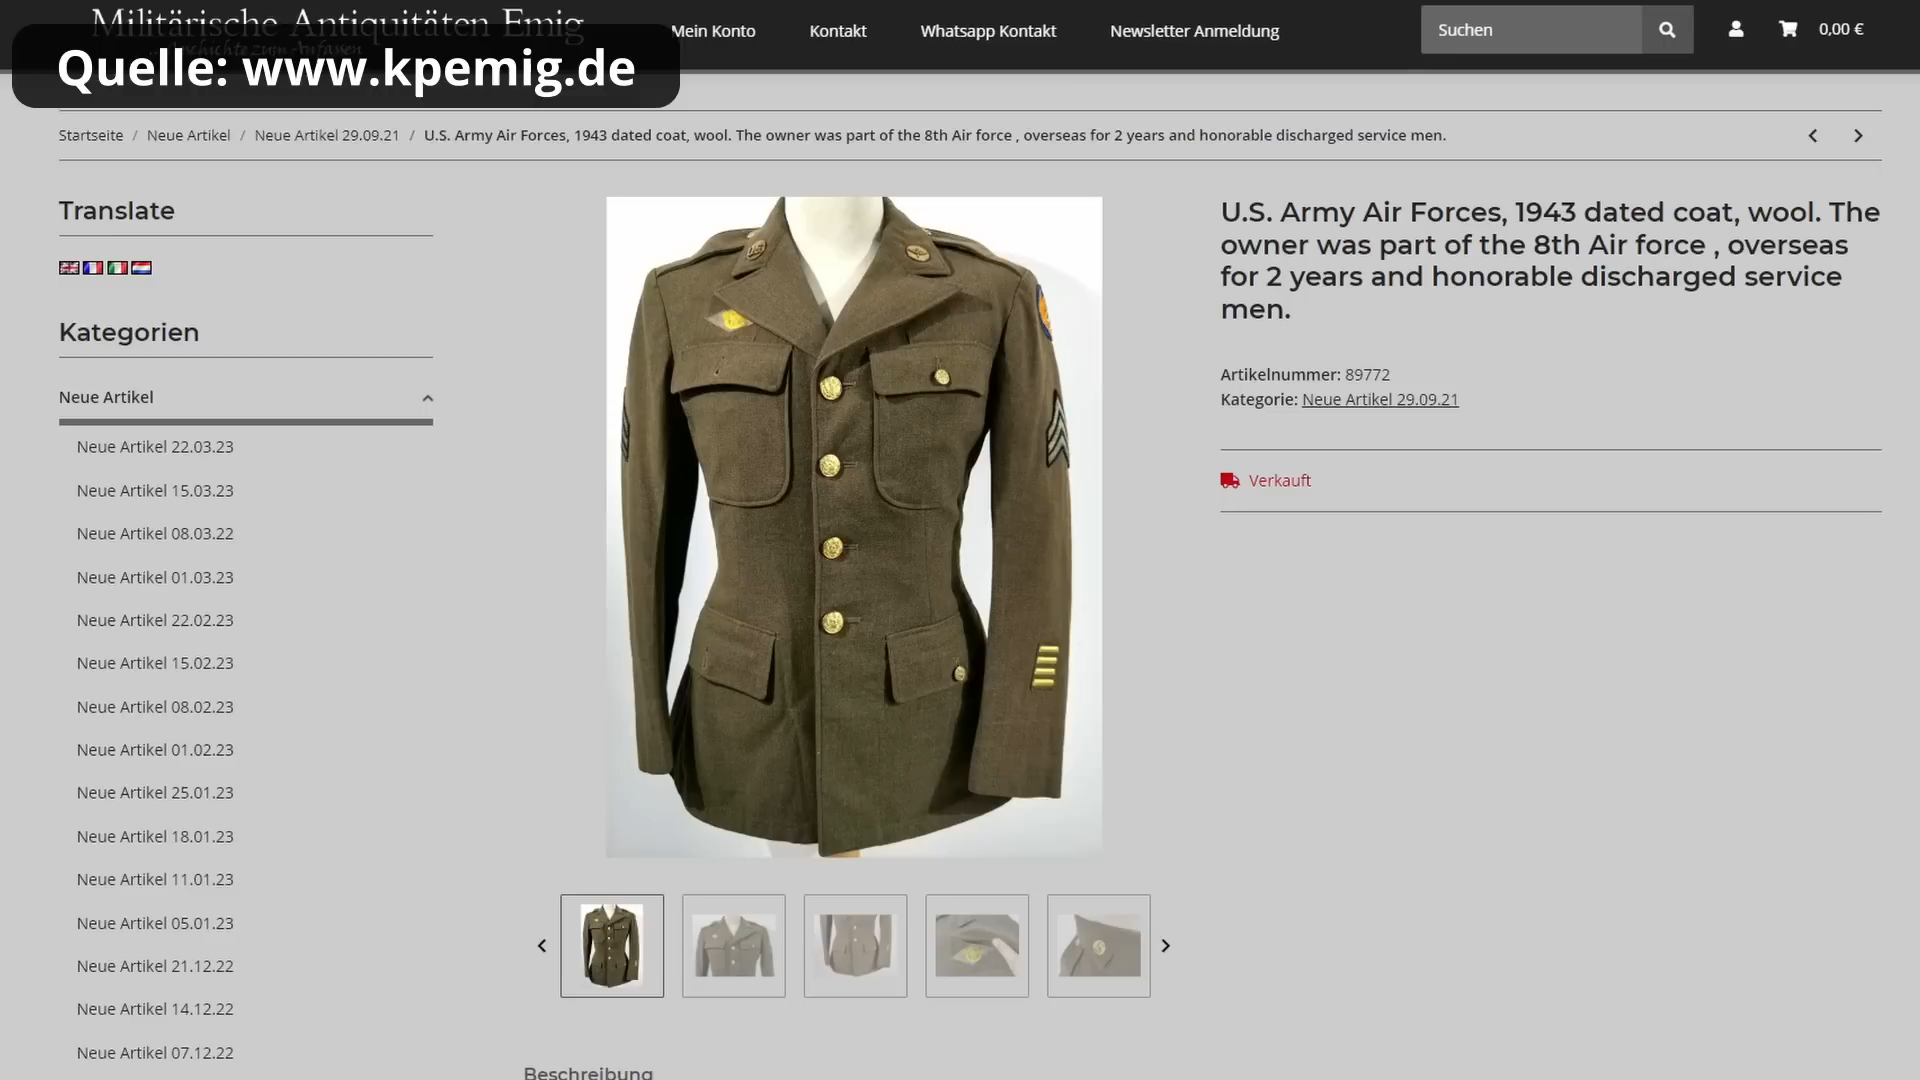 Militärische Antiquitäten Emig
Mein Konto
Kontakt
Whatsapp Kontakt
Newsletter Anmeldung
Suchen
0,00 €
Quelle: www.kpemig.de
Startseite / Neue Artikel / Neue Artikel 29.09.21 / U.S. Army Air Forces, 1943 dated coat, wool. The owner was part of the 8th Air force , overseas for 2 years and honorable discharged service men.
Translate
Kategorien
Neue Artikel
Neue Artikel 22.03.23
Neue Artikel 15.03.23
Neue Artikel 08.03.22
Neue Artikel 01.03.23
Neue Artikel 22.02.23
Neue Artikel 15.02.23
Neue Artikel 08.02.23
Neue Artikel 01.02.23
Neue Artikel 25.01.23
Neue Artikel 18.01.23
Neue Artikel 11.01.23
Neue Artikel 05.01.23
Neue Artikel 21.12.22
Neue Artikel 14.12.22
Neue Artikel 07.12.22
U.S. Army Air Forces, 1943 dated coat, wool. The
owner was part of the 8th Air force , overseas
for 2 years and honorable discharged service
men.
Artikelnummer: 89772
Kategorie: Neue Artikel 29.09.21
Verkauft
Beschreibung